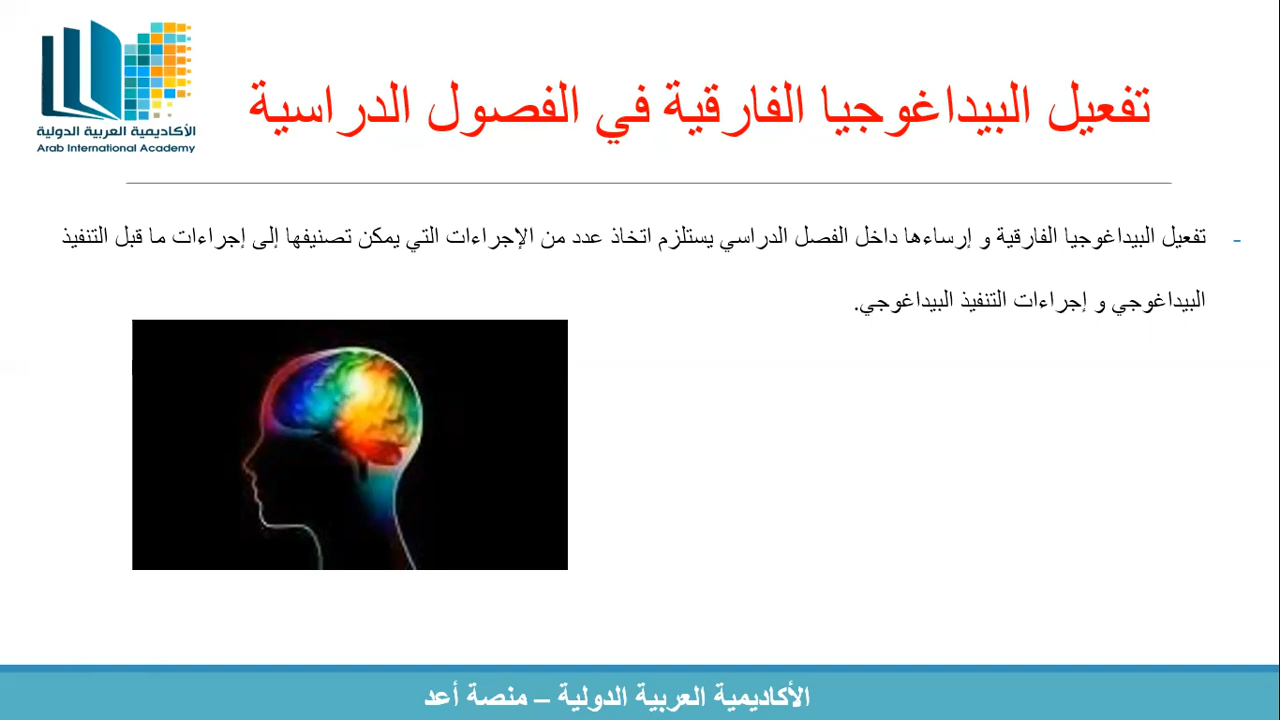 الأكاديمية العربية الدولية
Arab International Academy
تفعيل البيداغوجيا الفارقية في الفصول الدراسية
- تفعيل البيداغوجيا الفارقية و إرساءها داخل الفصل الدراسي يستلزم اتخاذ عدد من الإجراءات التي يمكن تصنيفها إلى إجراءات ما قبل التنفيذ
البيداغوجي و إجراءات التنفيذ البيداغوجي.
الأكاديمية العربية الدولية – منصة أعد